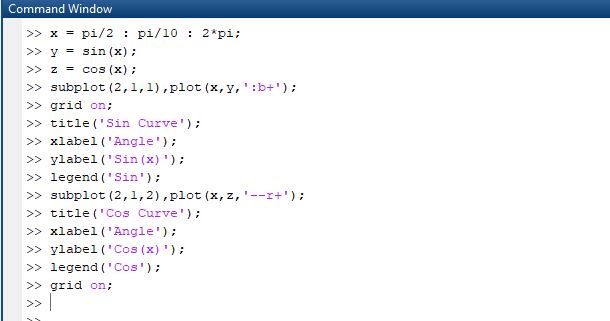 Command Window
>> x = pi/2 : pi/10 : 2*pi;
>> y = sin(x);
>> z = cos(x);
>> subplot(2,1,1),plot(x,y,':b+');
>> grid on;
>> title('Sin Curve');
>> xlabel('Angle');
>> ylabel('Sin(x)');
>> legend('Sin');
>> subplot(2,1,2),plot(x,z,'--r+');
>> title('Cos Curve');
>> xlabel('Angle');
>> ylabel('Cos(x)');
>> legend('Cos');
>> grid on;
>>
>>